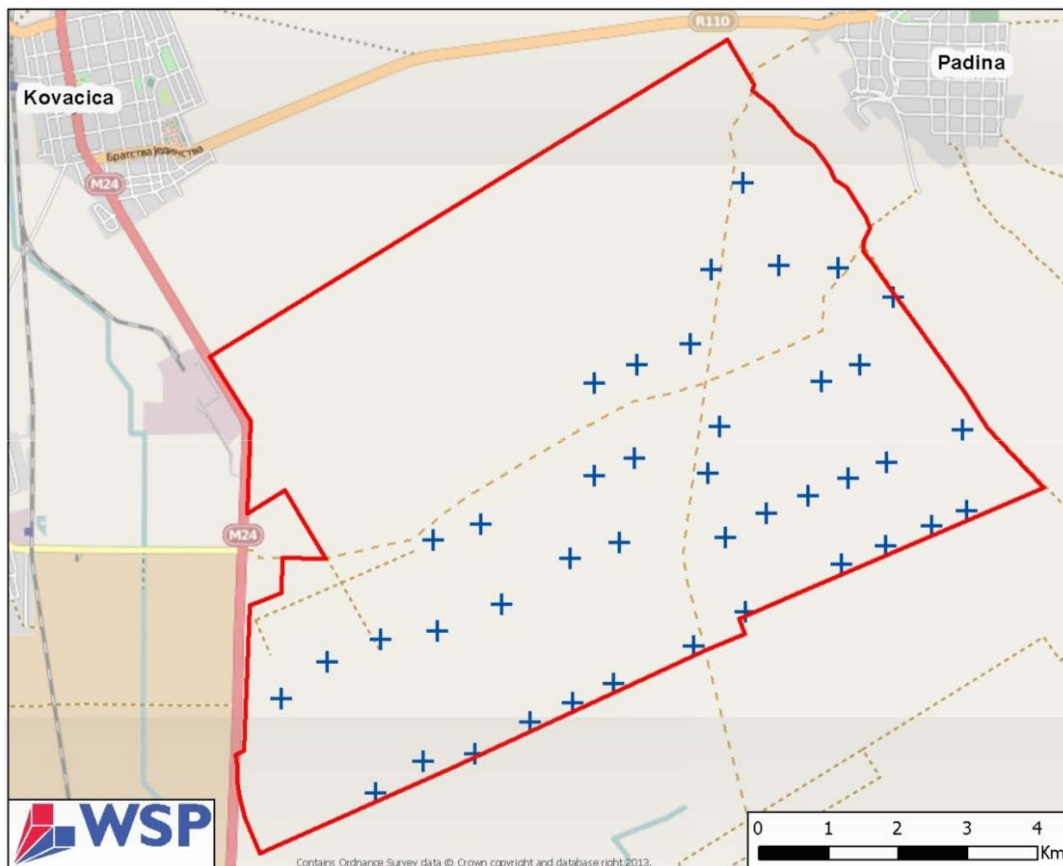 R110
Padina
Kovacica
Братства јединства
M24
M24
WSP
0 1 2 3 4
Km
Contains Ordnance Survey data © Crown copyright and database right 2013.